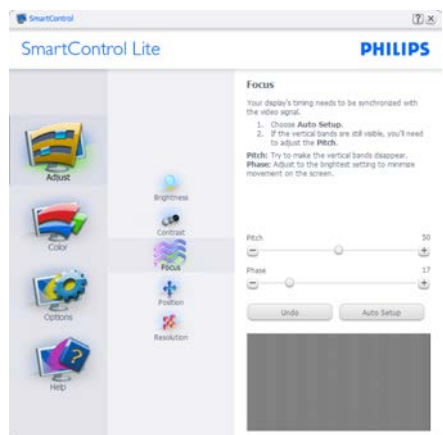 SmartControl
SmartControl Lite
PHILIPS
Adjust
Color
Options
Help
Brightness
Contrast
Focus
Position
Resolution
Focus
Your display's timing needs to be synchronized with
the video signal.
1. Choose Auto Setup.
2. If the vertical bands are still visible, you'll need
to adjust the Pitch.
Pitch: Try to make the vertical bands disappear.
Phase: Adjust to the brightest setting to minimize
movement on the screen.
Pitch 50
Phase 17
Undo Auto Setup